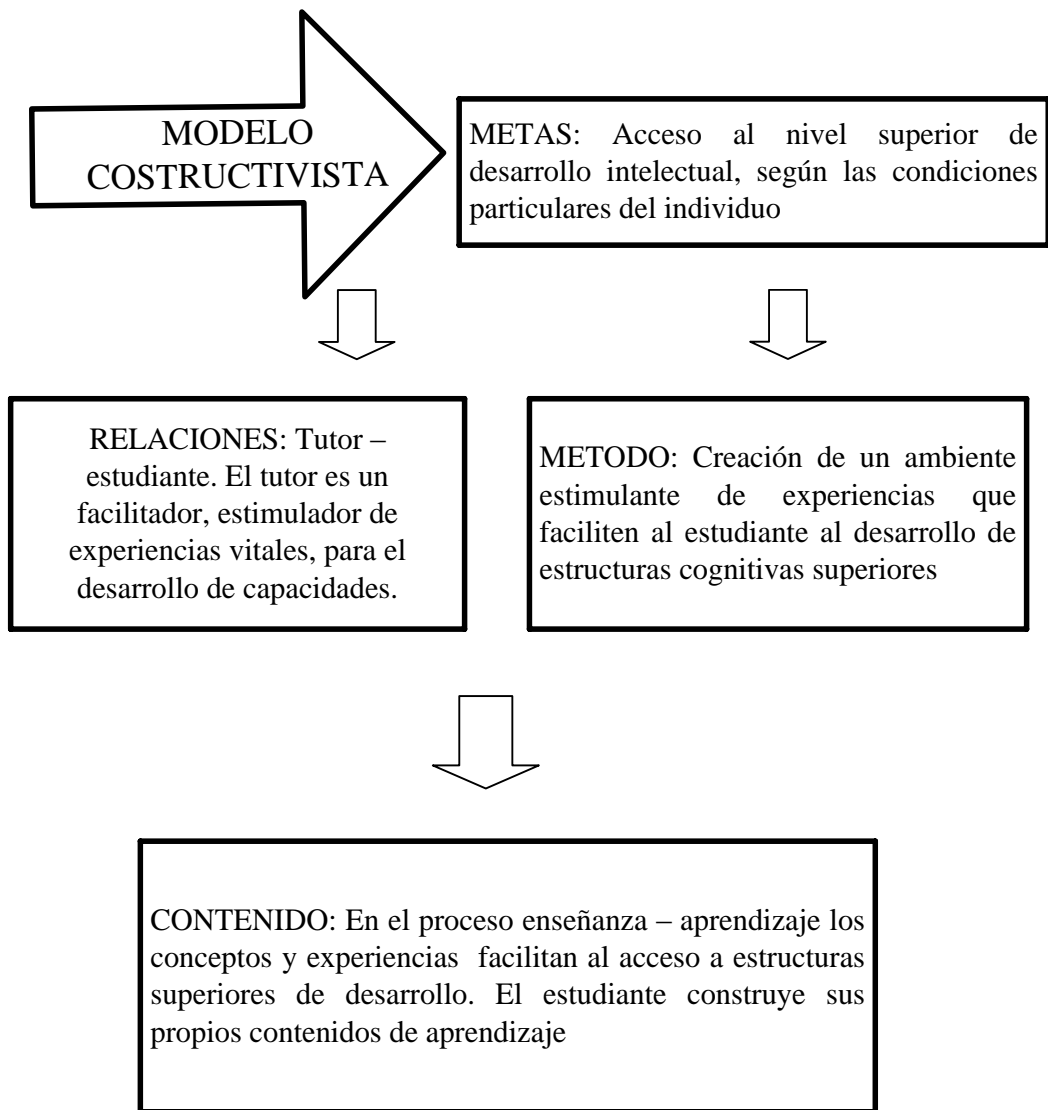 MODELO
COSTRUCTIVISTA
METAS: Acceso al nivel superior de
desarrollo intelectual, según las condiciones
particulares del individuo
RELACIONES: Tutor –
estudiante. El tutor es un
facilitador, estimulador de
experiencias vitales, para el
desarrollo de capacidades.
METODO: Creación de un ambiente
estimulante de experiencias que
faciliten al estudiante al desarrollo de
estructuras cognitivas superiores
CONTENIDO: En el proceso enseñanza – aprendizaje los
conceptos y experiencias facilitan al acceso a estructuras
superiores de desarrollo. El estudiante construye sus
propios contenidos de aprendizaje